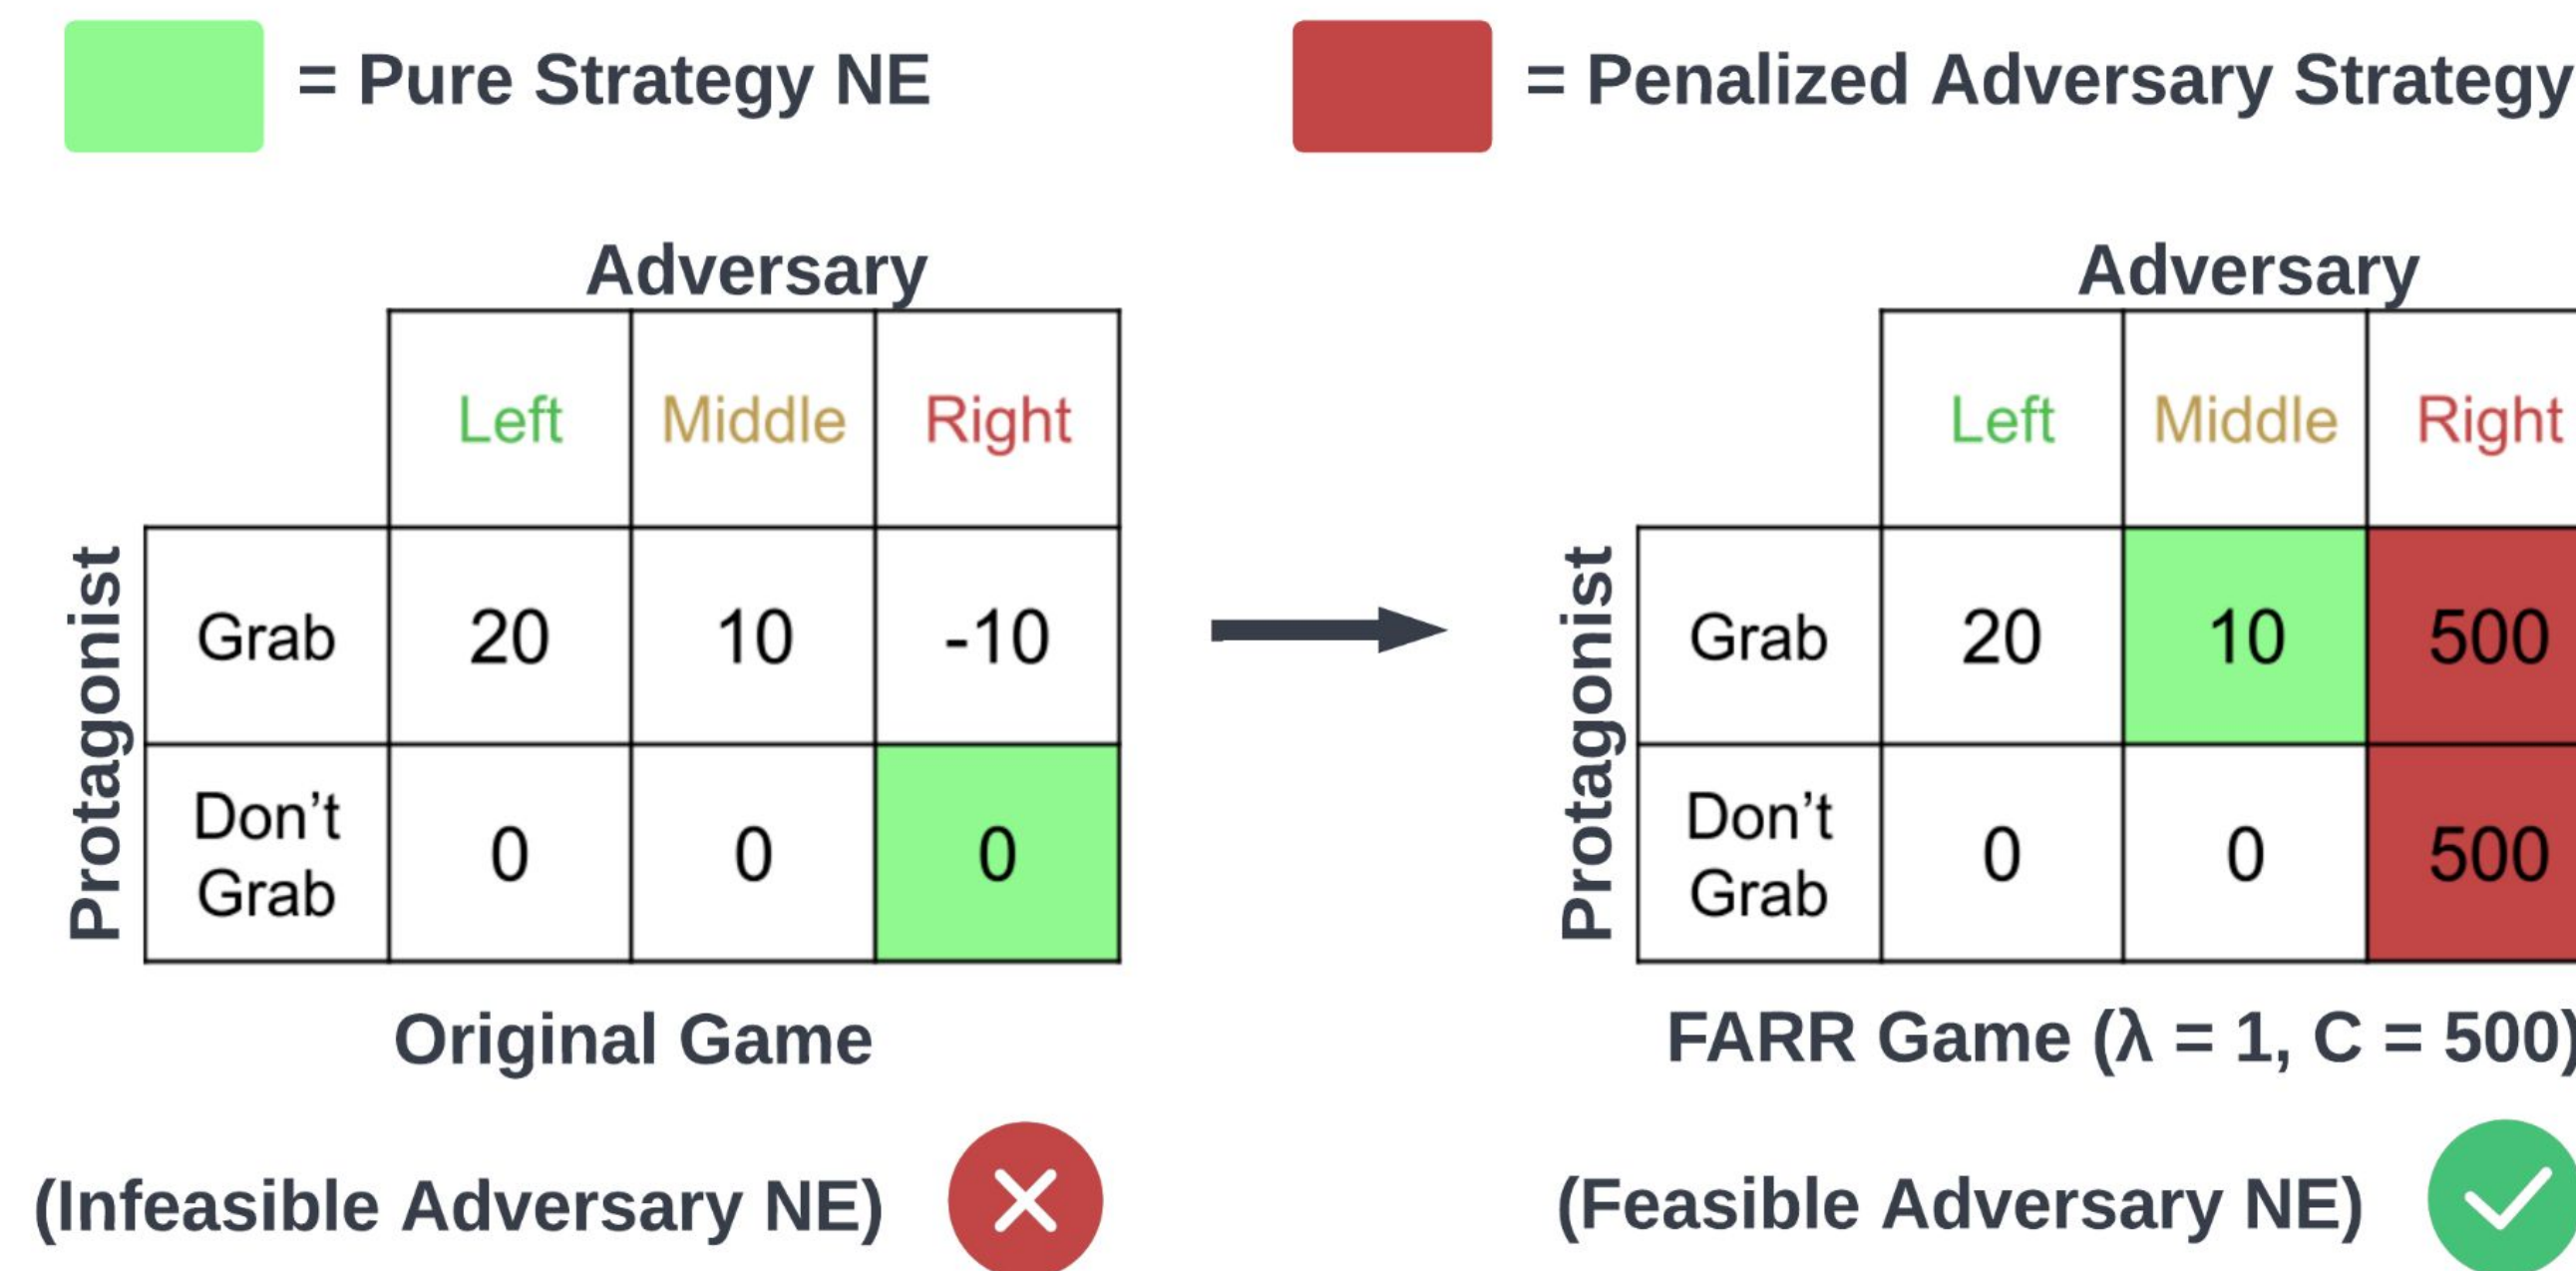 = Pure Strategy NE
= Penalized Adversary Strategy
Adversary
Left Middle Right
Protagonist
Grab 20 10 -10
Don't
Grab
0 0 0
Original Game
(Infeasible Adversary NE)
Adversary
Left Middle Right
Protagonist
Grab 20 10 500
Don't
Grab
0 0 500
FARR Game (λ = 1, C = 500)
(Feasible Adversary NE)